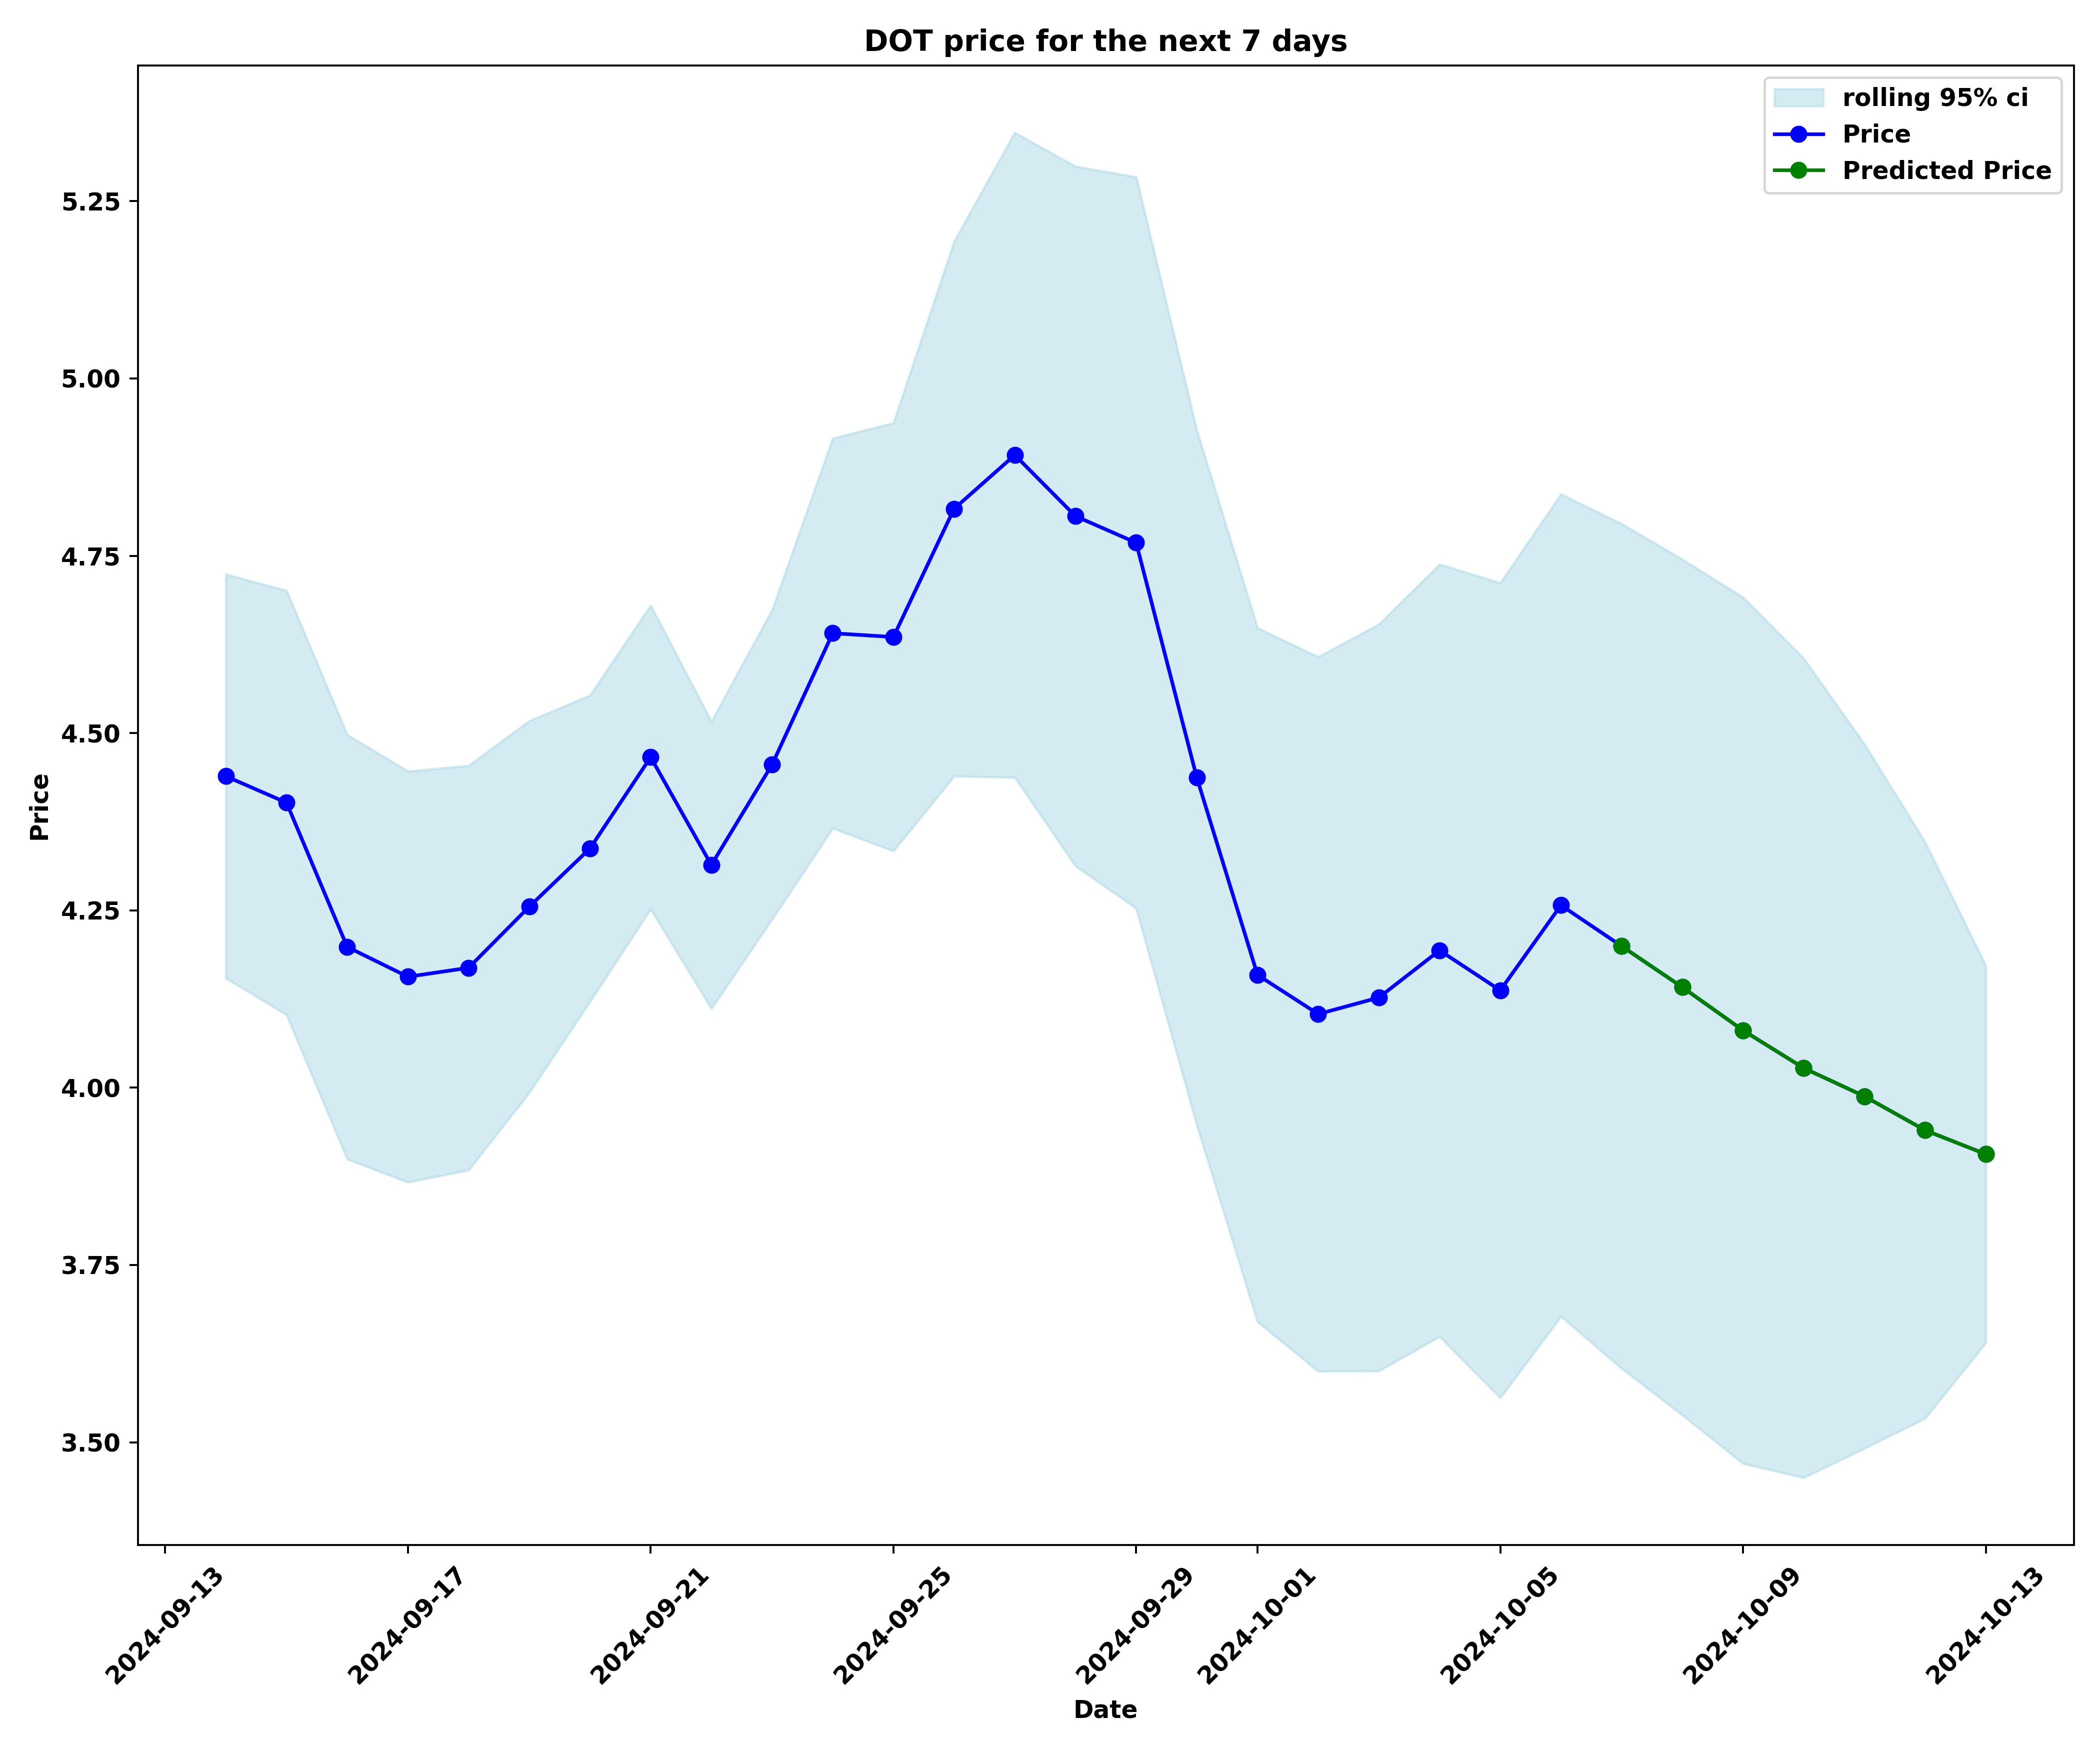 DOT price for the next 7 days
rolling 95% ci
Price
Predicted Price
5.25
5.00
4.75
4.50
4.25
4.00
3.75
3.50
Price
2024-09-13
2024-09-17
2024-09-21
2024-09-25
2024-09-29
2024-10-01
2024-10-05
2024-10-09
2024-10-13
Date